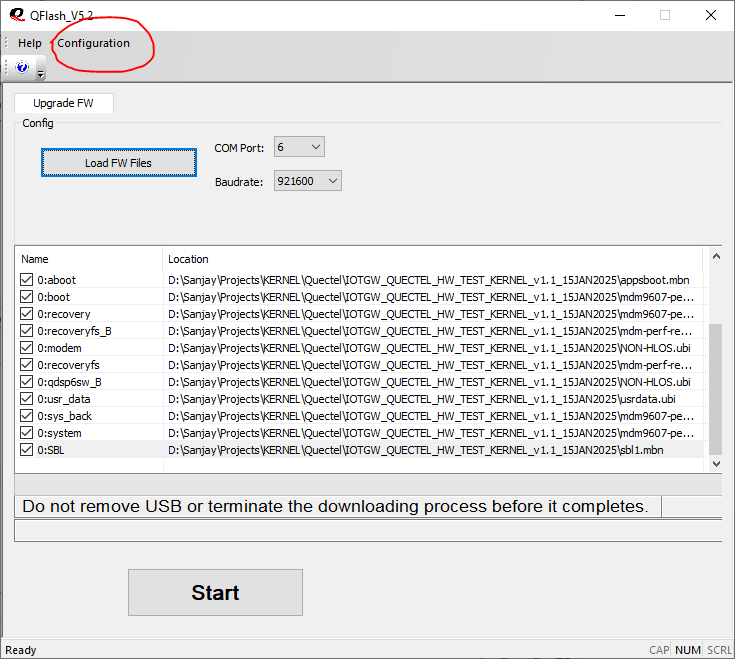 QFlash_V5.2
Help Configuration
Upgrade FW
Config
Load FW Files COM Port: 6
Baudrate: 921600
Name Location
0:aboot D:\Sanjay\Projects\KERNEL\Quectel\IOTGW_QUECTEL_HW_TEST_KERNEL_v1.1_15JAN2025\appsboot.mbn
0:boot D:\Sanjay\Projects\KERNEL\Quectel\IOTGW_QUECTEL_HW_TEST_KERNEL_v1.1_15JAN2025\mdm9607-pe...
0:recovery D:\Sanjay\Projects\KERNEL\Quectel\IOTGW_QUECTEL_HW_TEST_KERNEL_v1.1_15JAN2025\mdm9607-pe...
0:recoveryfs_B D:\Sanjay\Projects\KERNEL\Quectel\IOTGW_QUECTEL_HW_TEST_KERNEL_v1.1_15JAN2025\mdm-perf-re...
0:modem D:\Sanjay\Projects\KERNEL\Quectel\IOTGW_QUECTEL_HW_TEST_KERNEL_v1.1_15JAN2025\NON-HLOS.ubi
0:recoveryfs D:\Sanjay\Projects\KERNEL\Quectel\IOTGW_QUECTEL_HW_TEST_KERNEL_v1.1_15JAN2025\mdm-perf-re...
0:qdsp6sw_B D:\Sanjay\Projects\KERNEL\Quectel\IOTGW_QUECTEL_HW_TEST_KERNEL_v1.1_15JAN2025\NON-HLOS.ubi
0:usr_data D:\Sanjay\Projects\KERNEL\Quectel\IOTGW_QUECTEL_HW_TEST_KERNEL_v1.1_15JAN2025\usrdata.ubi
0:sys_back D:\Sanjay\Projects\KERNEL\Quectel\IOTGW_QUECTEL_HW_TEST_KERNEL_v1.1_15JAN2025\mdm9607-pe...
0:system D:\Sanjay\Projects\KERNEL\Quectel\IOTGW_QUECTEL_HW_TEST_KERNEL_v1.1_15JAN2025\mdm9607-pe...
0:SBL D:\Sanjay\Projects\KERNEL\Quectel\IOTGW_QUECTEL_HW_TEST_KERNEL_v1.1_15JAN2025\sbl1.mbn
Do not remove USB or terminate the downloading process before it completes.
Start
Ready CAP NUM SCRL